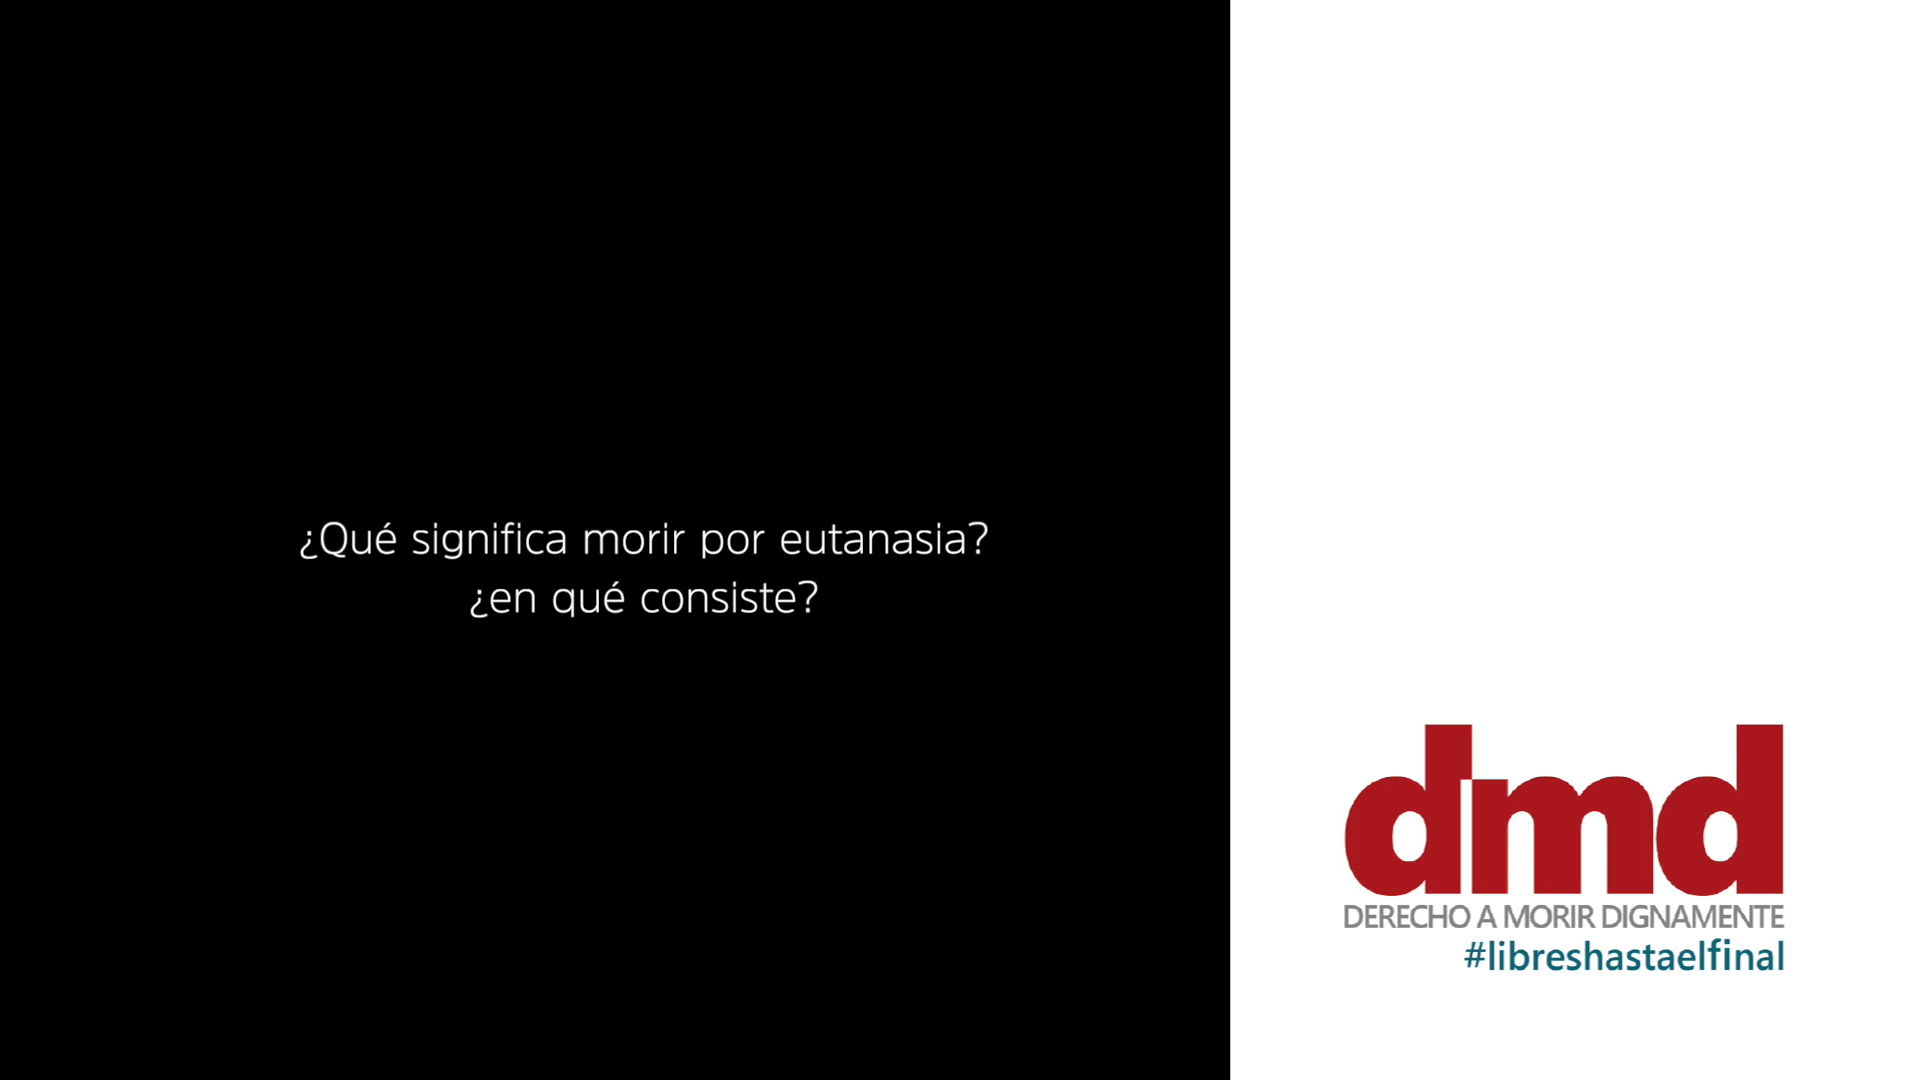 ¿Qué significa morir por eutanasia?
¿en qué consiste?
dmd
DERECHO A MORIR DIGNAMENTE
#libreshastaelfinal